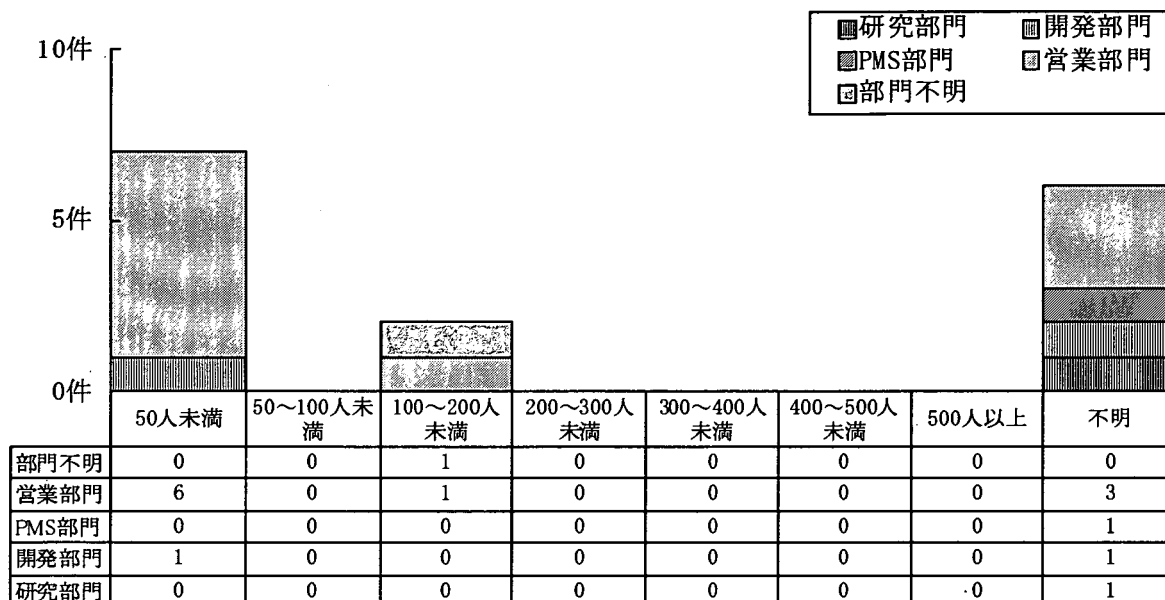 研究部門 開発部門
PMS部門 営業部門
部門不明
10件
5件
0件
50人未満 50～100人未満 100～200人未満 200～300人未満 300～400人未満 400～500人未満 500人以上 不明
部門不明 0 0 1 0 0 0 0 0
営業部門 6 0 1 0 0 0 0 3
PMS部門 0 0 0 0 0 0 0 1
開発部門 1 0 0 0 0 0 0 1
研究部門 0 0 0 0 0 0 0 1